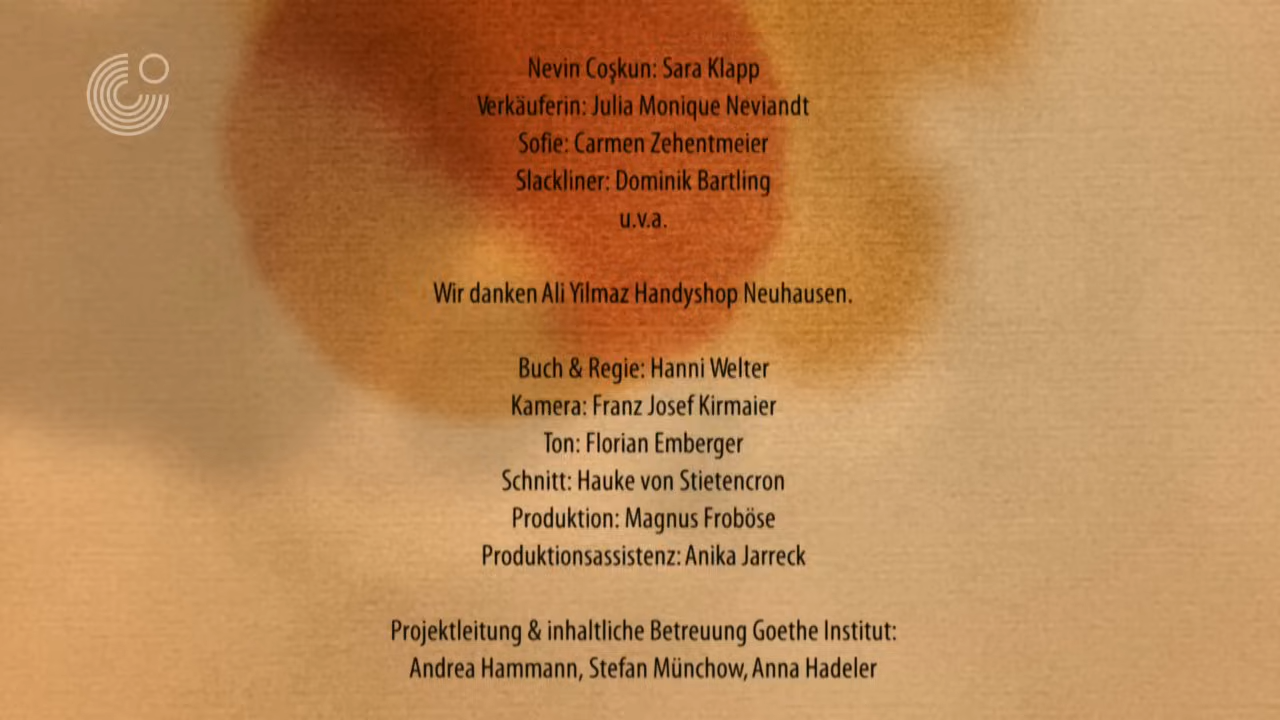 Nevin Coşkun: Sara Klapp
Verkäuferin: Julia Monique Neviandt
Sofie: Carmen Zehentmeier
Slackliner: Dominik Bartling
u.v.a.
Wir danken Ali Yilmaz Handyshop Neuhausen.
Buch & Regie: Hanni Welter
Kamera: Franz Josef Kirmaier
Ton: Florian Emberger
Schnitt: Hauke von Stietencron
Produktion: Magnus Froböse
Produktionsassistenz: Anika Jarreck
Projektleitung & inhaltliche Betreuung Goethe Institut:
Andrea Hammann, Stefan Münchow, Anna Hadeler